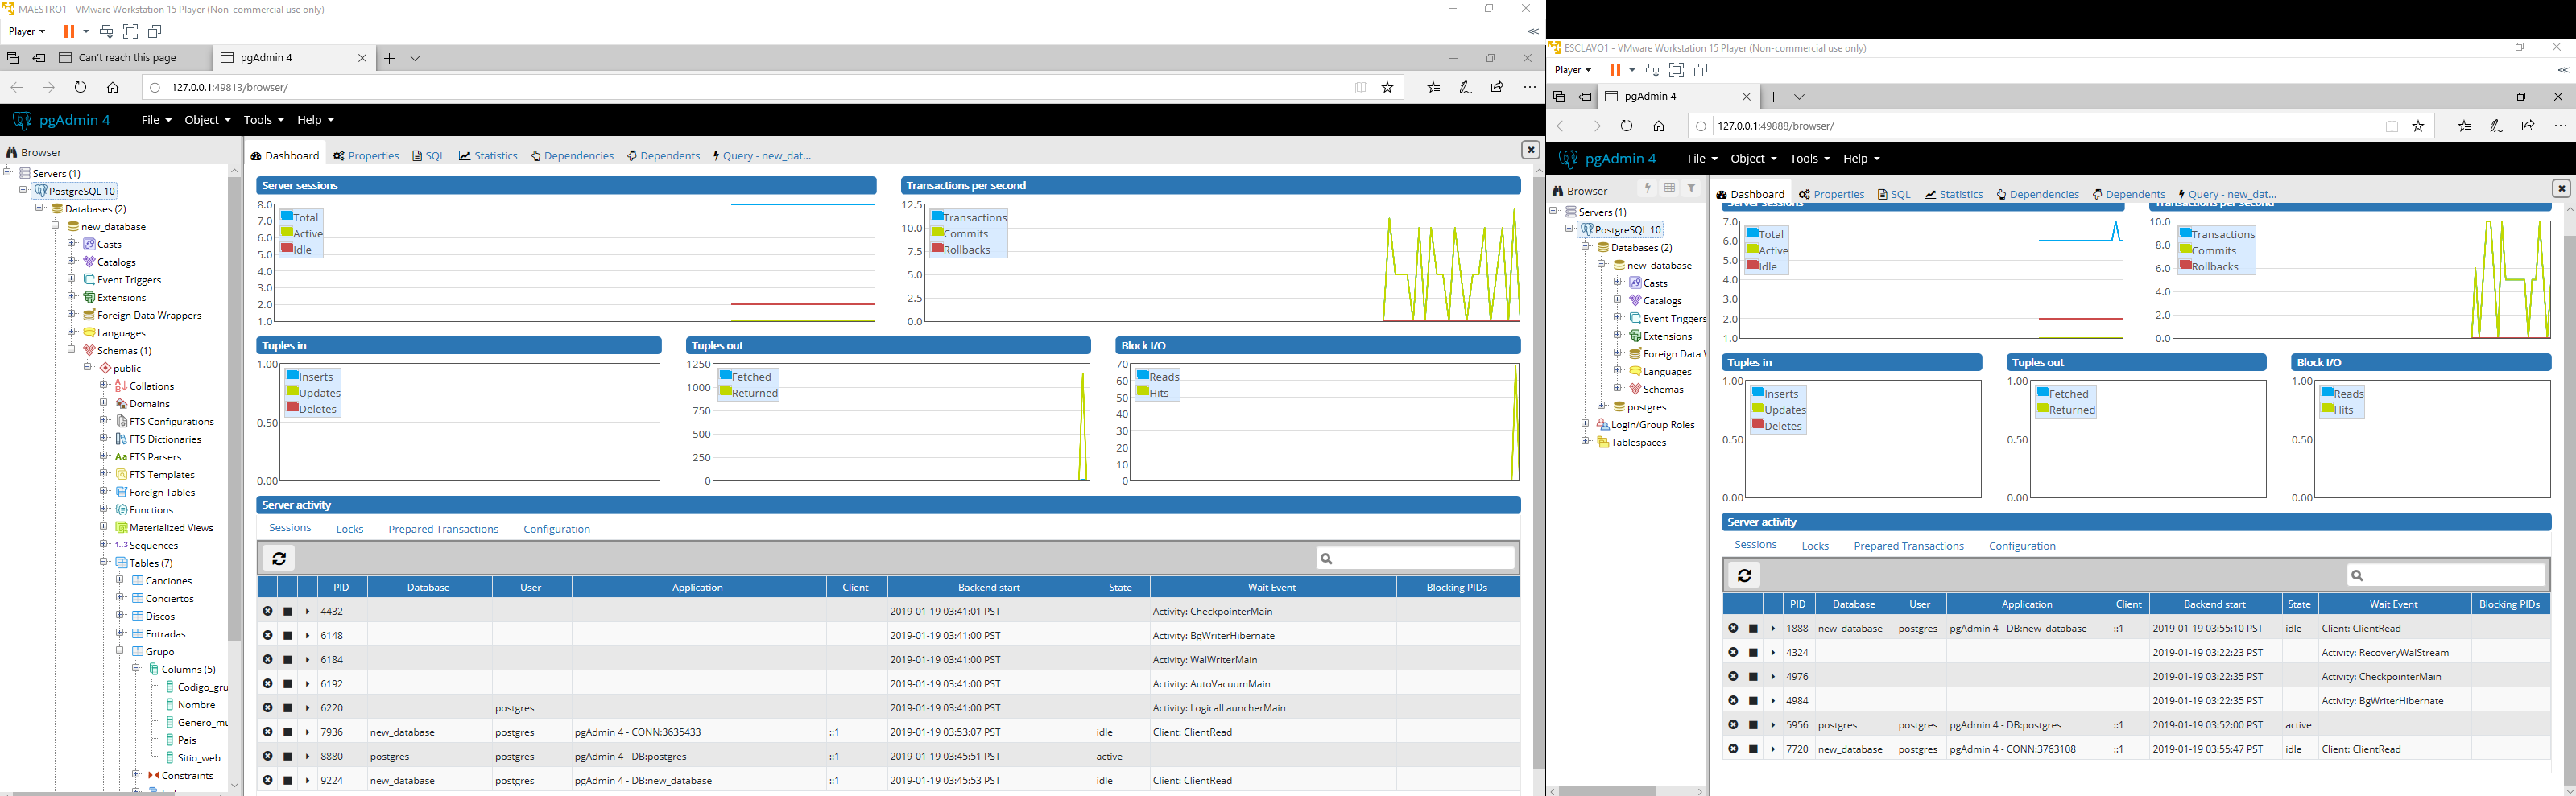 MAESTRO1 - VMware Workstation 15 Player (Non-commercial use only)
Player
Can't reach this page
pgAdmin 4
127.0.0.1:49813/browser/
pgAdmin 4
File
Object
Tools
Help
Browser
Servers (1)
PostgreSQL 10
Databases (2)
new_database
Casts
Catalogs
Event Triggers
Extensions
Foreign Data Wrappers
Languages
Schemas (1)
public
Collations
Domains
FTS Configurations
FTS Dictionaries
FTS Parsers
FTS Templates
Foreign Tables
Functions
Materialized Views
Sequences
Tables (7)
Canciones
Conciertos
Discos
Entradas
Grupo
Columns (5)
Codigo_gru
Nombre
Genero_mu
Pais
Sitio_web
Constraints
Dashboard
Properties
SQL
Statistics
Dependencies
Dependents
Query - new_dat...
Server sessions
8.0
7.0
6.0
5.0
4.0
3.0
2.0
1.0
Total
Active
Idle
Transactions per second
12.5
10.0
7.5
5.0
2.5
0.0
Transactions
Commits
Rollbacks
Tuples in
1.00
0.50
0.00
Inserts
Updates
Deletes
Tuples out
1250
1000
750
500
250
0
Fetched
Returned
Block I/O
70
60
50
40
30
20
10
0
Reads
Hits
Server activity
Sessions
Locks
Prepared Transactions
Configuration
PID Database User Application Client Backend start State Wait Event Blocking PIDs
4432 2019-01-19 03:41:01 PST Activity: CheckpointerMain
6148 2019-01-19 03:41:00 PST Activity: BgWriterHibernate
6184 2019-01-19 03:41:00 PST Activity: WalWriterMain
6192 2019-01-19 03:41:00 PST Activity: AutoVacuumMain
6220 postgres 2019-01-19 03:41:00 PST Activity: LogicalLauncherMain
7936 new_database postgres pgAdmin 4 - CONN:3635433 ::1 2019-01-19 03:53:07 PST idle Client: ClientRead
8880 postgres postgres pgAdmin 4 - DB:postgres ::1 2019-01-19 03:45:51 PST active
9224 new_database postgres pgAdmin 4 - DB:new_database ::1 2019-01-19 03:45:53 PST idle Client: ClientRead
ESCLAVO1 - VMware Workstation 15 Player (Non-commercial use only)
Player
pgAdmin 4
127.0.0.1:49888/browser/
pgAdmin 4
File
Object
Tools
Help
Browser
Servers (1)
PostgreSQL 10
Databases (2)
new_database
Casts
Catalogs
Event Triggers
Extensions
Foreign Data
Languages
Schemas
postgres
Login/Group Roles
Tablespaces
Dashboard
Properties
SQL
Statistics
Dependencies
Dependents
Query - new_dat...
Server sessions
7.0
6.0
5.0
4.0
3.0
2.0
1.0
Total
Active
Idle
Transactions per second
10.0
8.0
6.0
4.0
2.0
0.0
Transactions
Commits
Rollbacks
Tuples in
1.00
0.50
0.00
Inserts
Updates
Deletes
Tuples out
1.00
0.50
0.00
Fetched
Returned
Block I/O
1.00
0.50
0.00
Reads
Hits
Server activity
Sessions
Locks
Prepared Transactions
Configuration
PID Database User Application Client Backend start State Wait Event Blocking PIDs
1888 new_database postgres pgAdmin 4 - DB:new_database ::1 2019-01-19 03:55:10 PST idle Client: ClientRead
4324 2019-01-19 03:22:23 PST Activity: RecoveryWalStream
4976 2019-01-19 03:22:35 PST Activity: CheckpointerMain
4984 2019-01-19 03:22:35 PST Activity: BgWriterHibernate
5956 postgres postgres pgAdmin 4 - DB:postgres ::1 2019-01-19 03:52:00 PST active
7720 new_database postgres pgAdmin 4 - CONN:3763108 ::1 2019-01-19 03:55:47 PST idle Client: ClientRead